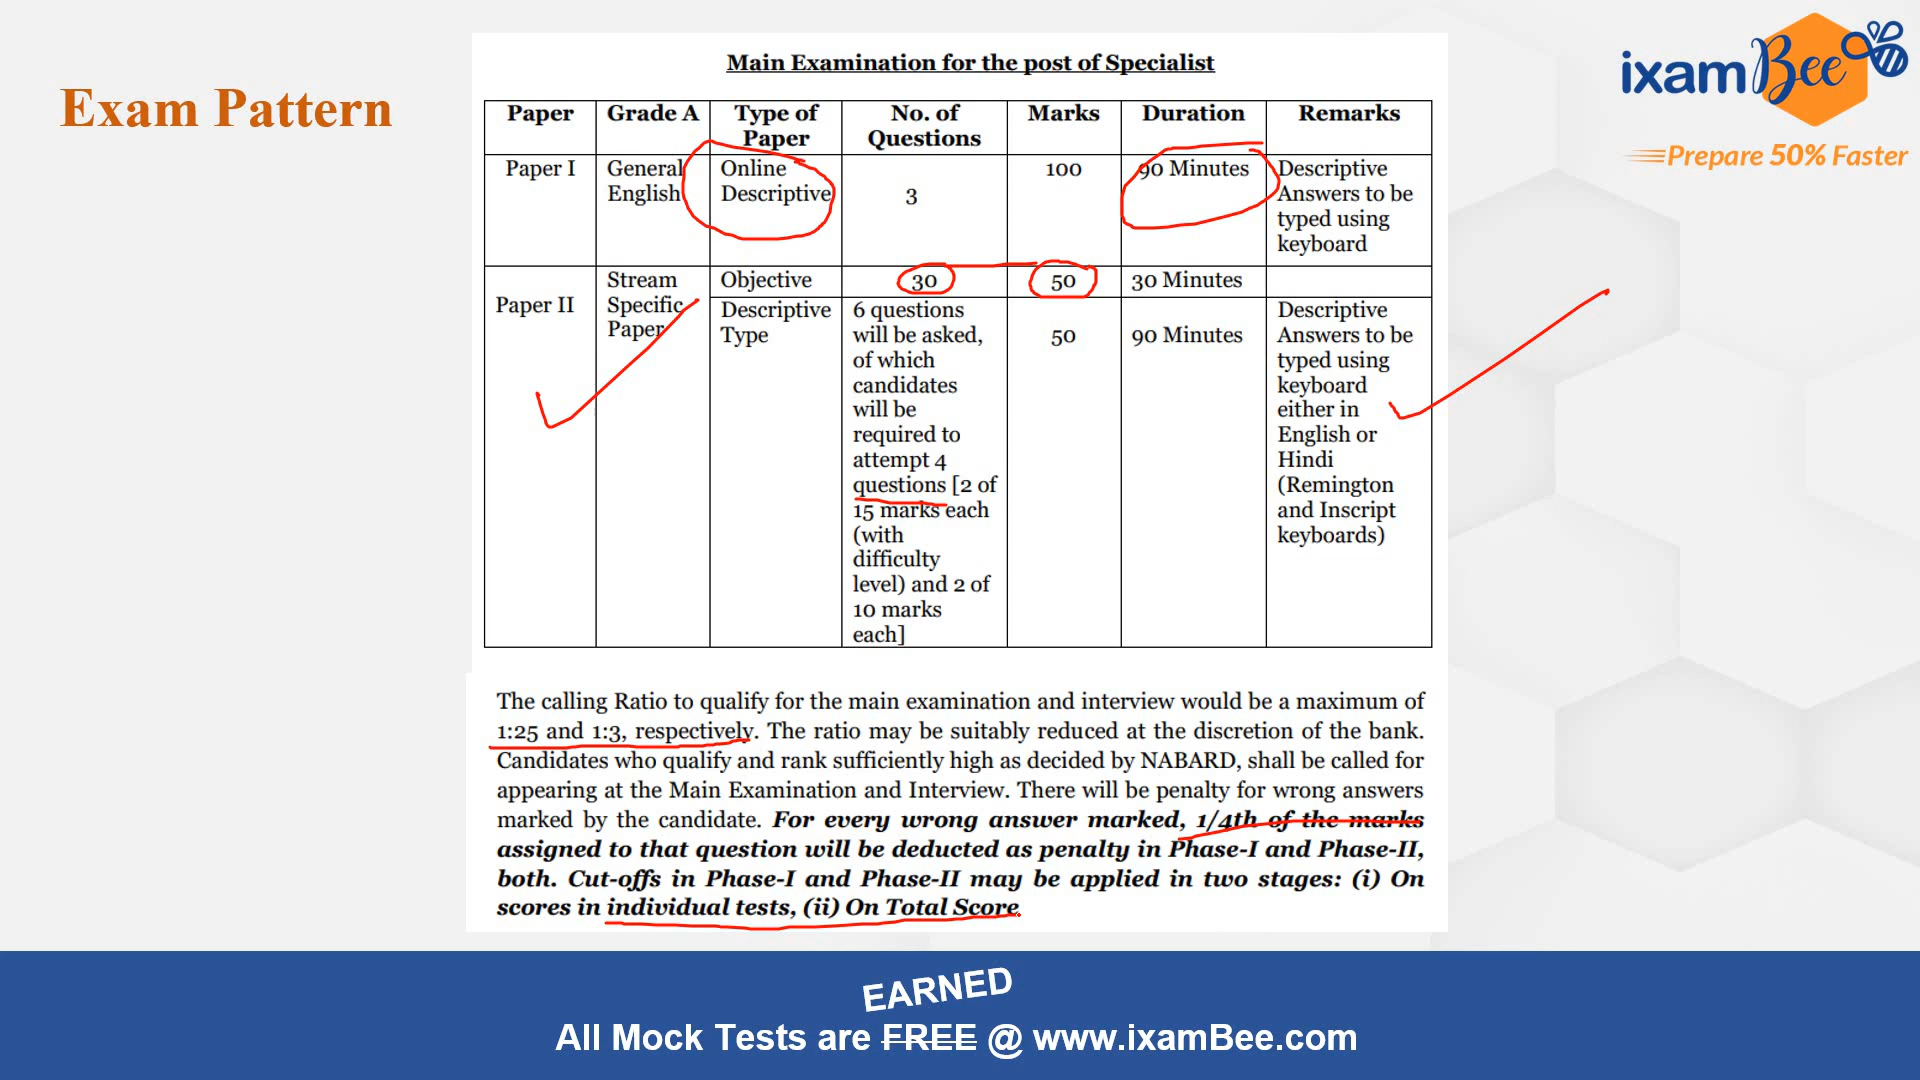 Exam Pattern
ixamBee
Prepare 50% Faster
Main Examination for the post of Specialist
Paper Grade A Type of Paper No. of Questions Marks Duration Remarks
Paper I General English Online Descriptive 3 100 90 Minutes Descriptive Answers to be typed using keyboard
Paper II Stream Specific Paper Objective 30 50 30 Minutes
Descriptive Type 6 questions will be asked, of which candidates will be required to attempt 4 questions [2 of 15 marks each (with difficulty level) and 2 of 10 marks each] 50 90 Minutes Descriptive Answers to be typed using keyboard either in English or Hindi (Remington and Inscript keyboards)
The calling Ratio to qualify for the main examination and interview would be a maximum of
1:25 and 1:3, respectively. The ratio may be suitably reduced at the discretion of the bank.
Candidates who qualify and rank sufficiently high as decided by NABARD, shall be called for
appearing at the Main Examination and Interview. There will be penalty for wrong answers
marked by the candidate. For every wrong answer marked, 1/4th of the marks
assigned to that question will be deducted as penalty in Phase-I and Phase-II,
both. Cut-offs in Phase-I and Phase-II may be applied in two stages: (i) On
scores in individual tests, (ii) On Total Score.
EARNED
All Mock Tests are FREE @ www.ixamBee.com